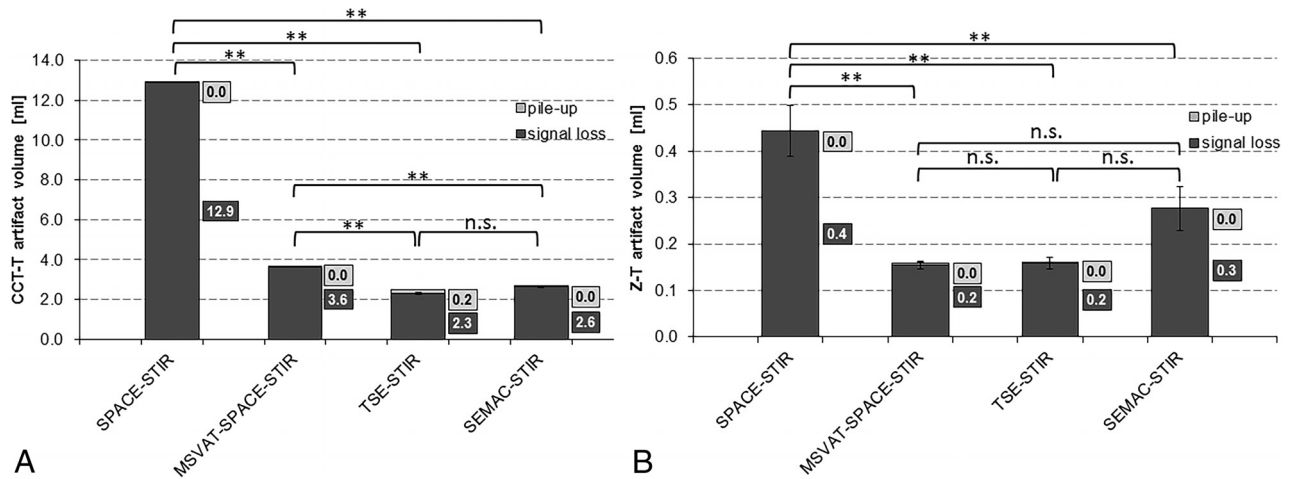 **
**
**
14.0
12.0
10.0
8.0
6.0
4.0
2.0
0.0
CCT-T artifact volume [ml]
pile-up
signal loss
0.0
12.9
**
**
n.s.
0.0
3.6
0.2
2.3
0.0
2.6
SPACE-STIR
MSVAT-SPACE-STIR
TSE-STIR
SEMAC-STIR
A
**
**
**
0.6
0.5
0.4
0.3
0.2
0.1
0.0
Z-T artifact volume [ml]
pile-up
signal loss
n.s.
n.s.
n.s.
0.0
0.4
0.0
0.2
0.0
0.2
0.0
0.3
SPACE-STIR
MSVAT-SPACE-STIR
TSE-STIR
SEMAC-STIR
B